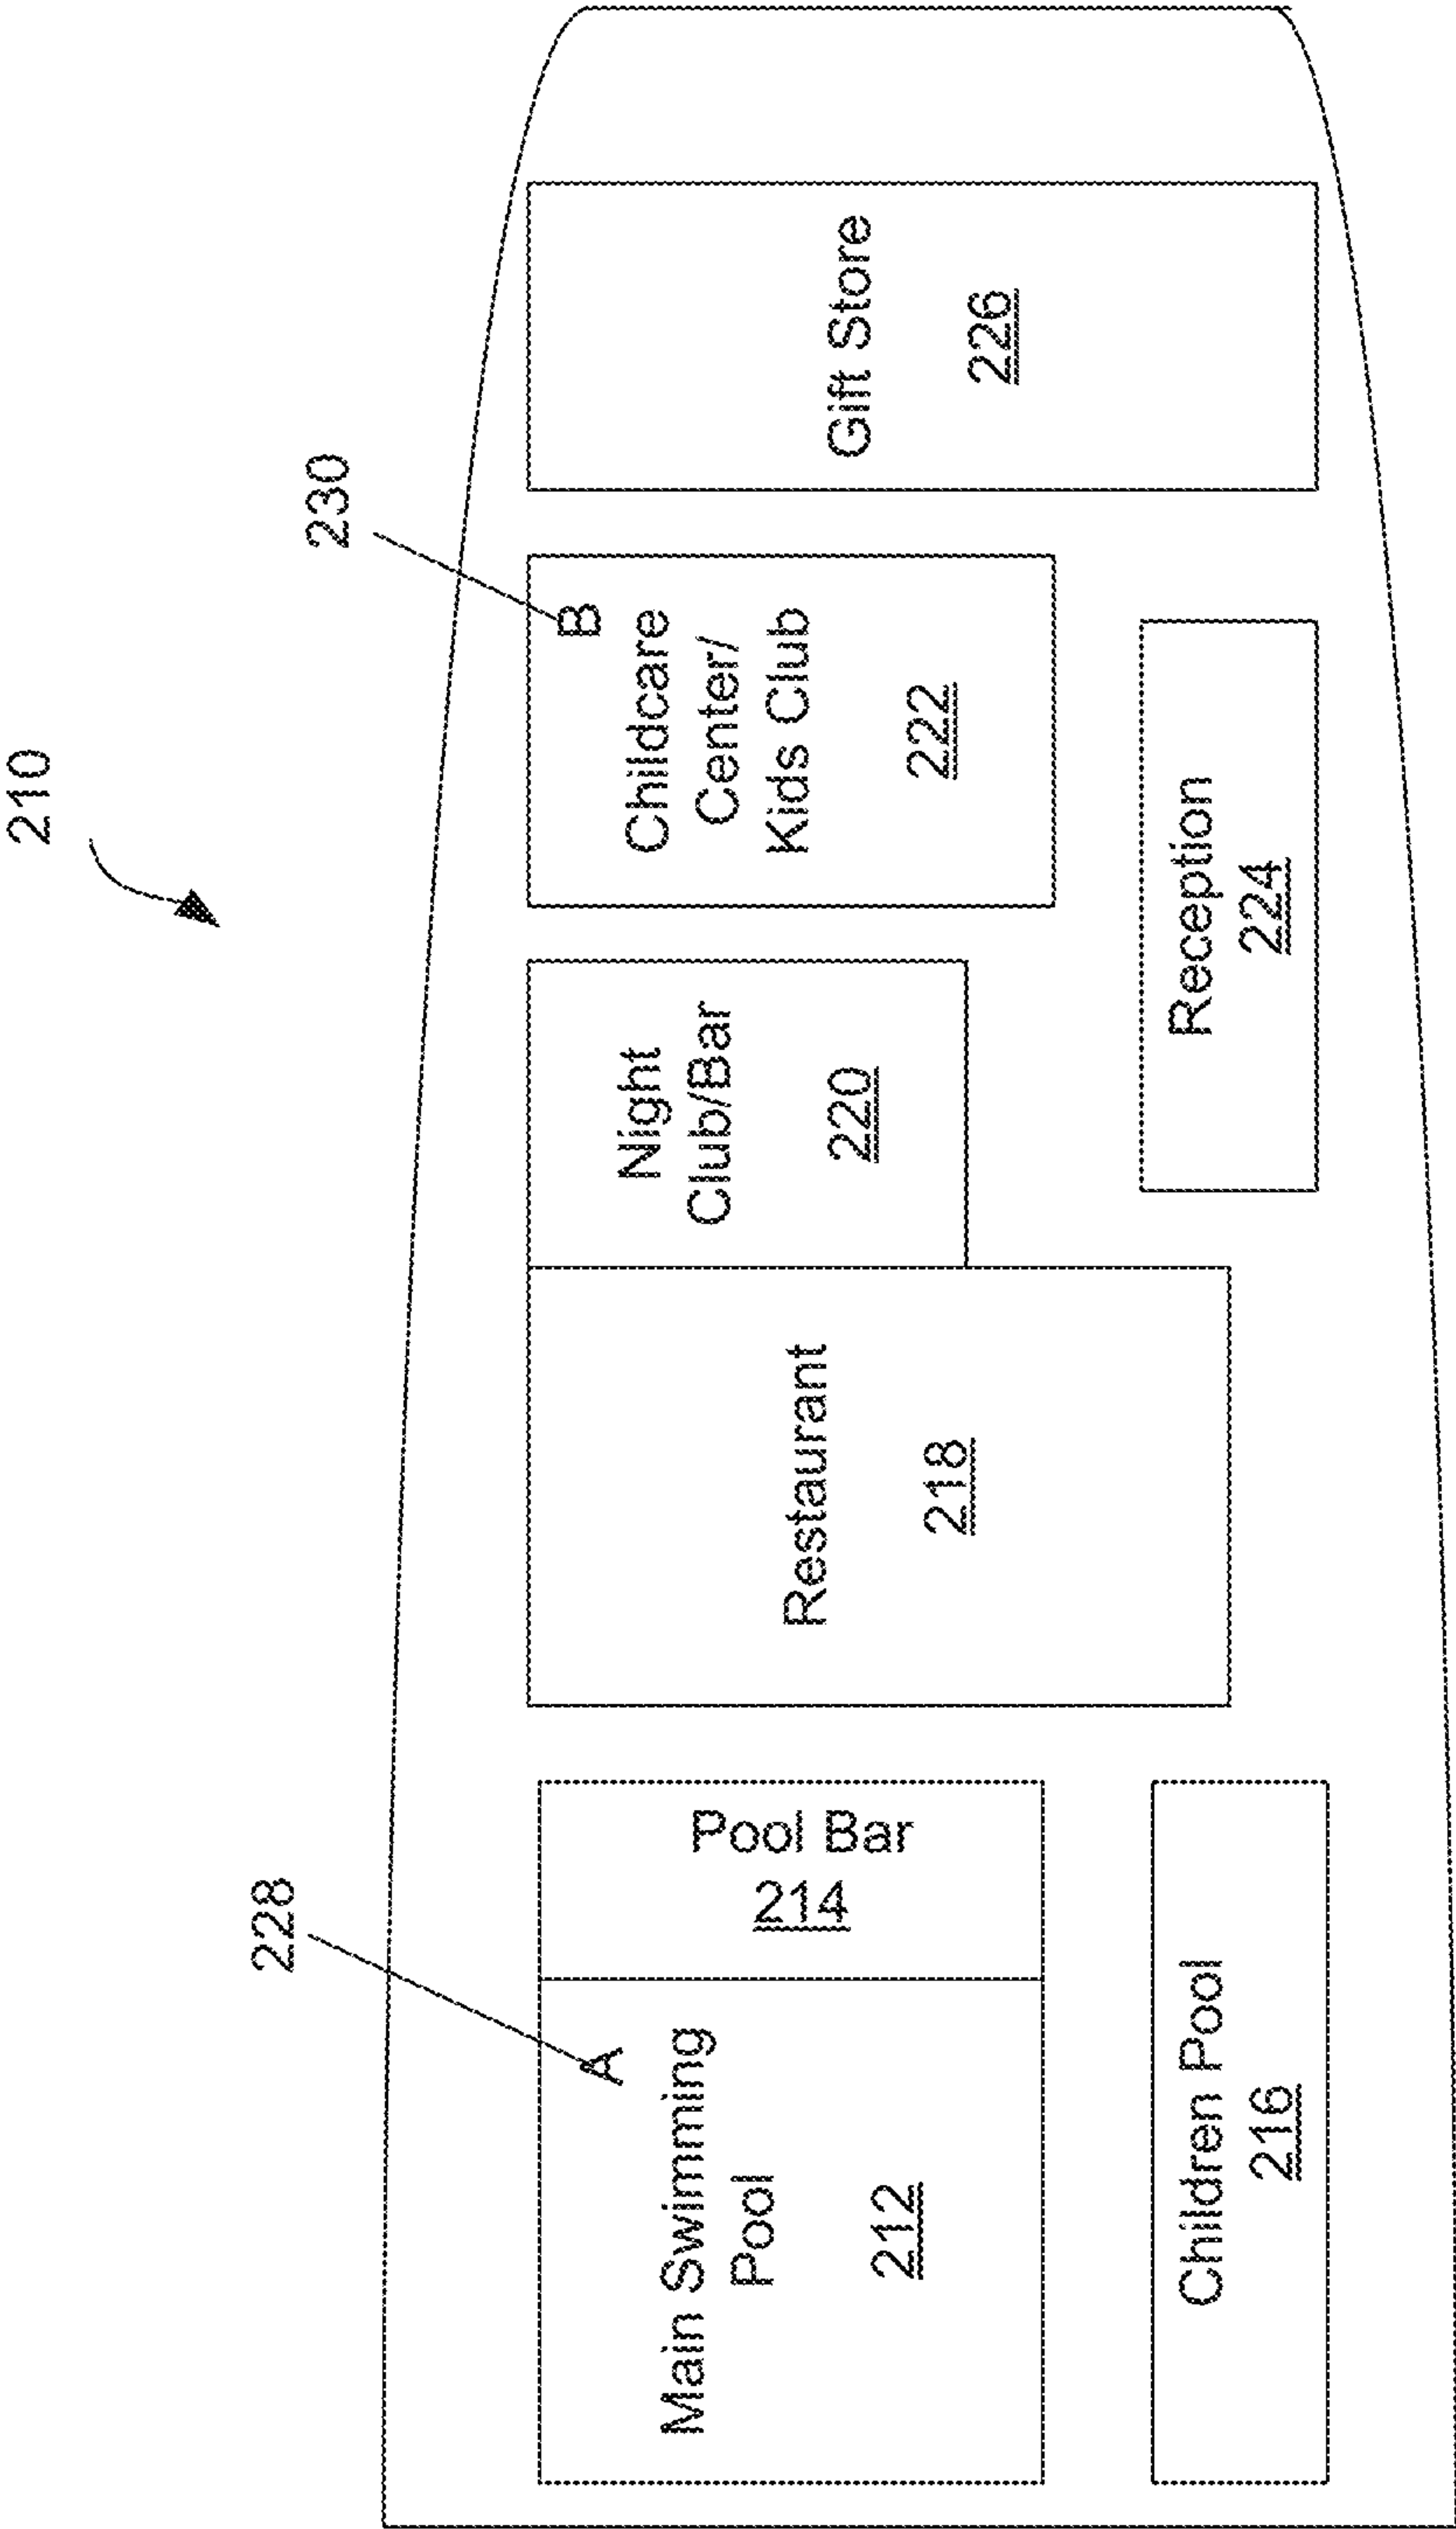 210
228
230
A
Main Swimming
Pool
212
Pool Bar
214
Children Pool
216
Restaurant
218
Night
Club/Bar
220
B
Childcare
Center/
Kids Club
222
Reception
224
Gift Store
226